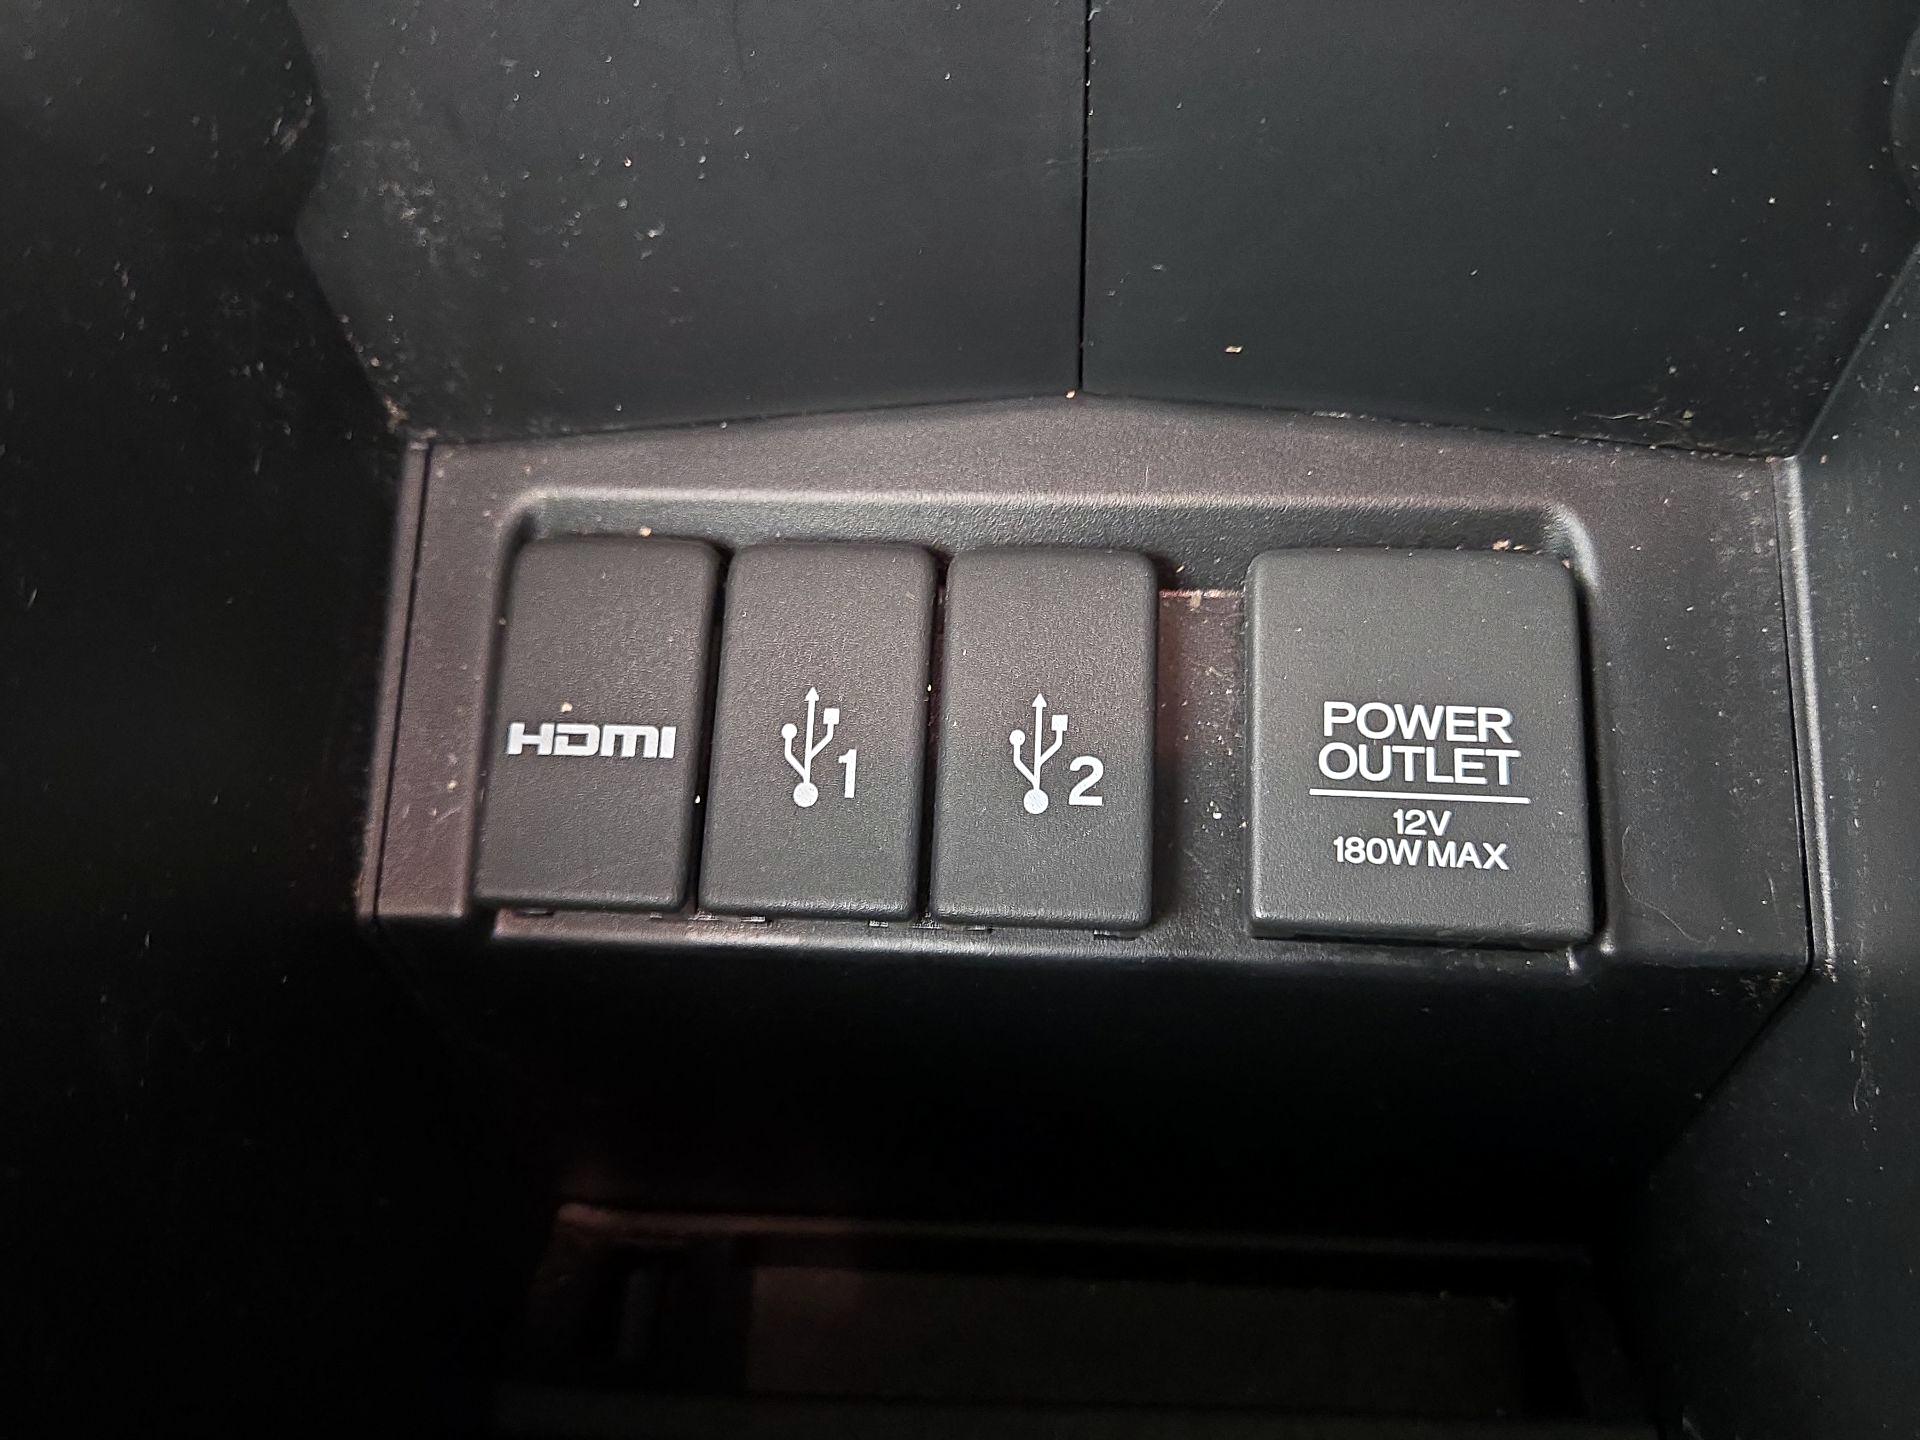 HDMI
1
2
POWER
OUTLET
12V
180W MAX